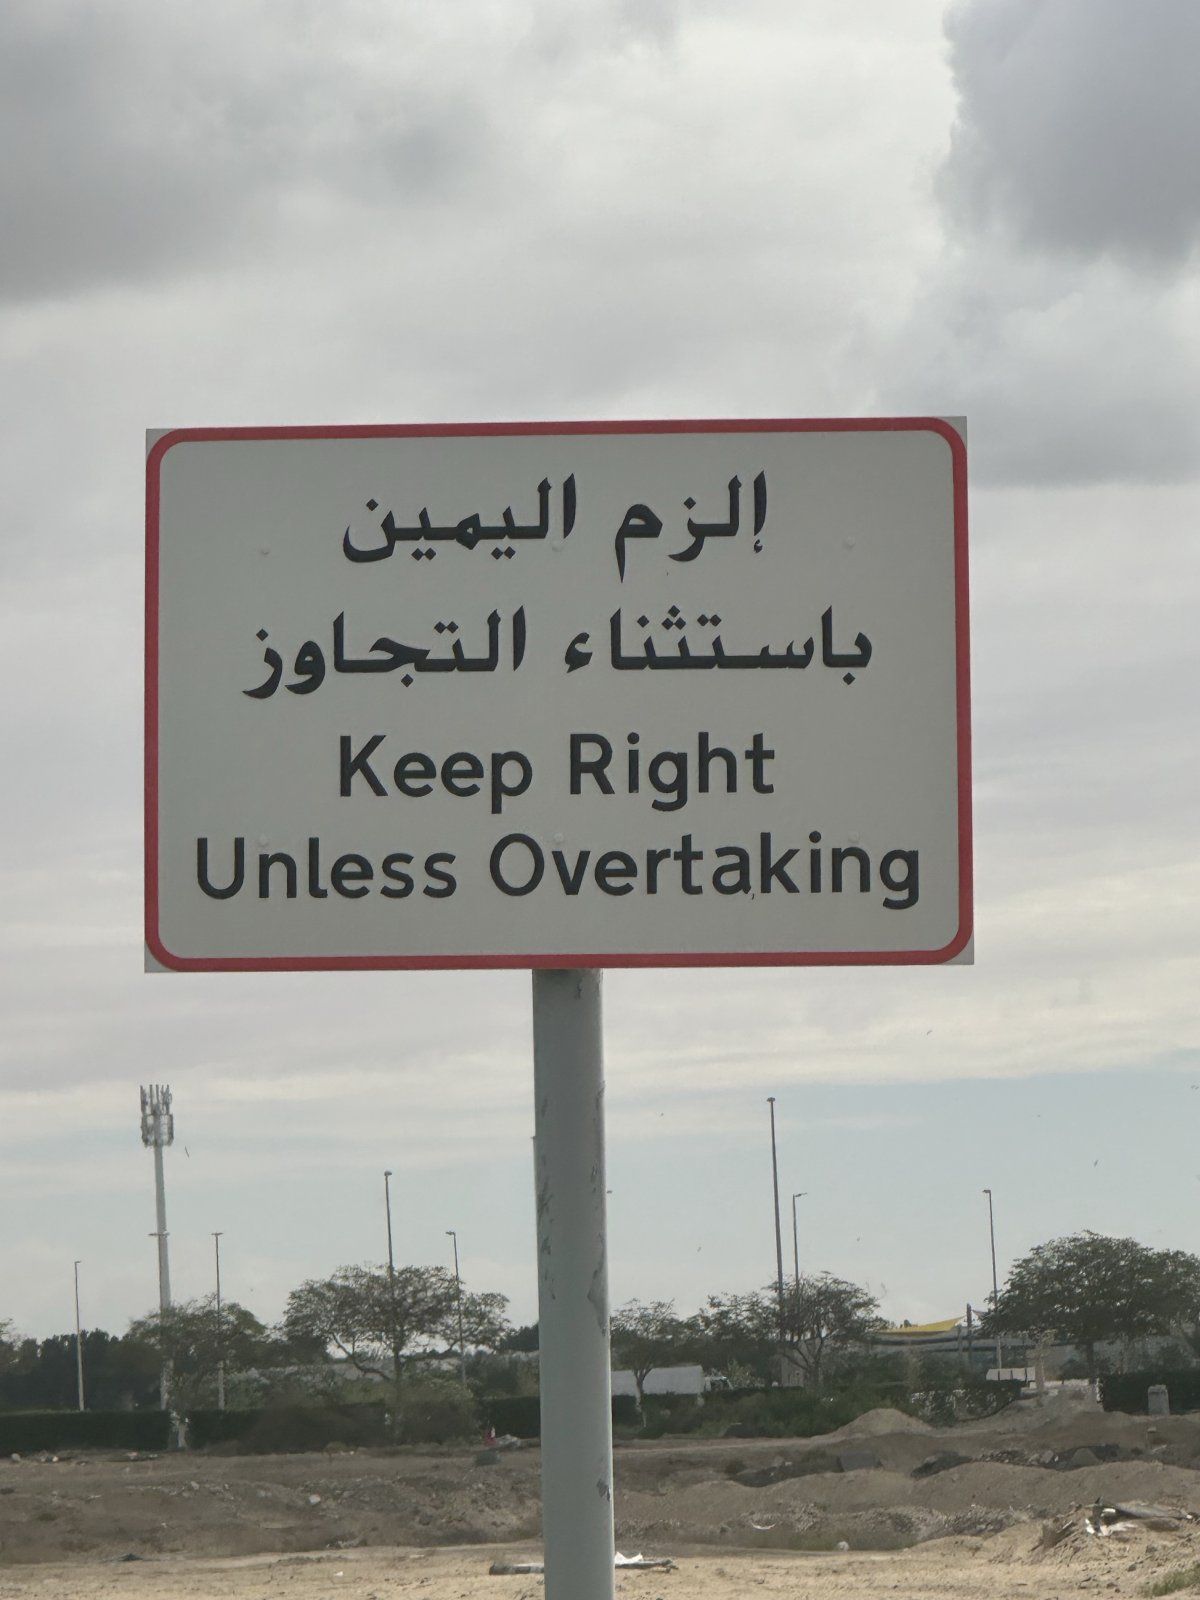 إلزم اليمين
باستثناء التجاوز
Keep Right
Unless Overtaking